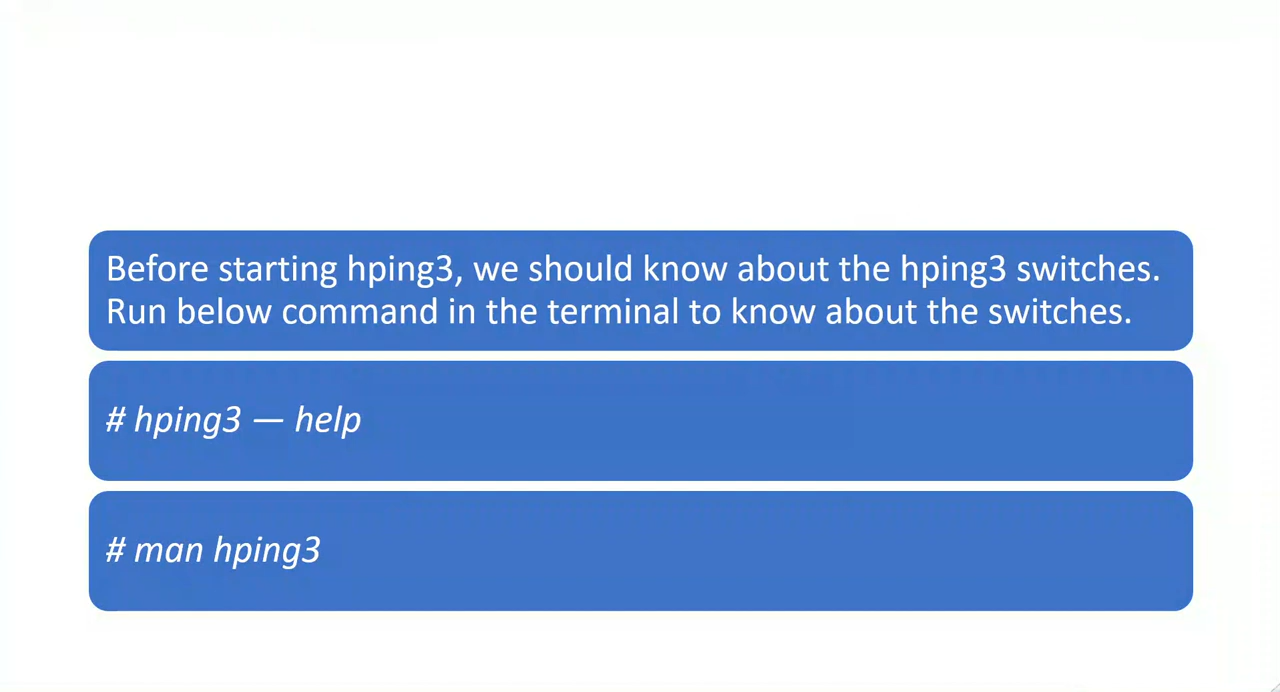 Before starting hping3, we should know about the hping3 switches.
Run below command in the terminal to know about the switches.
# hping3 — help
# man hping3